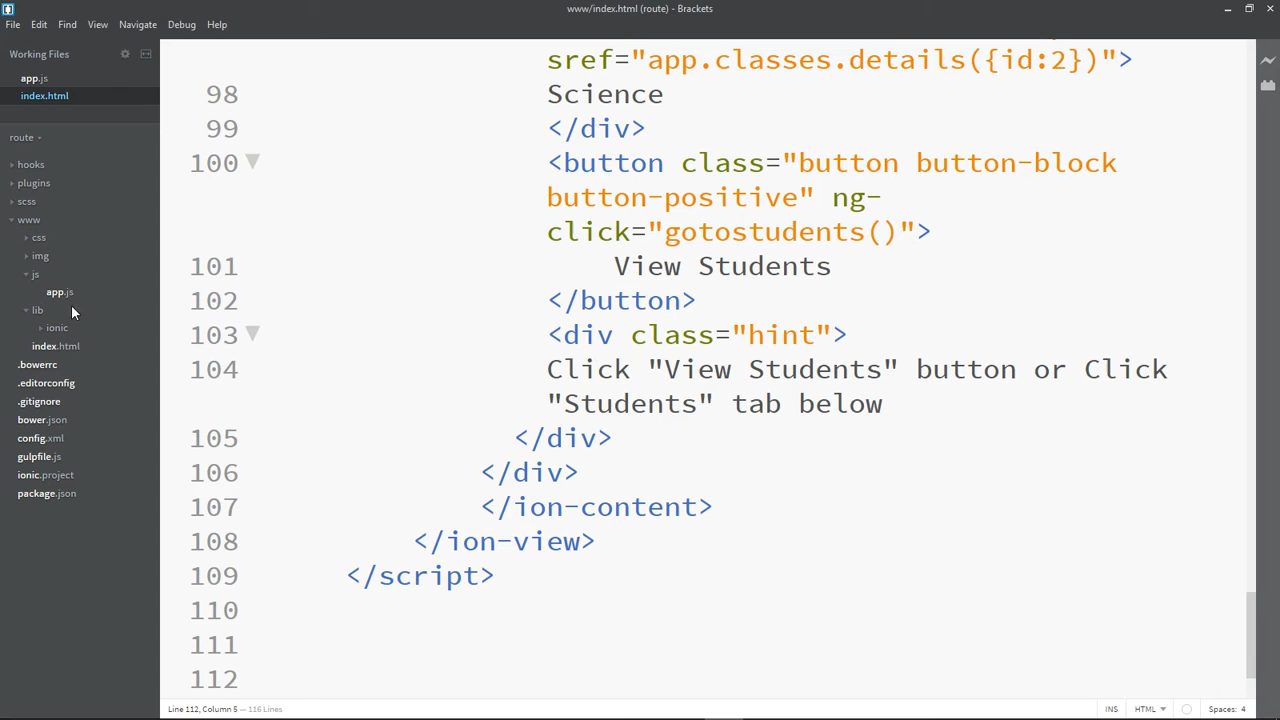 www/index.html (route) - Brackets
File Edit Find View Navigate Debug Help
Working Files
app.js
index.html
route
hooks
plugins
scss
www
css
img
js
app.js
lib
ionic
index.html
.bowerrc
.editorconfig
.gitignore
bower.json
config.xml
gulpfile.js
ionic.project
package.json
sref="app.classes.details({id:2})">
98 Science
99 </div>
100 <button class="button button-block
button-positive" ng-
click="gotostudents()">
101 View Students
102 </button>
103 <div class="hint">
104 Click "View Students" button or Click
"Students" tab below
105 </div>
106 </div>
107 </ion-content>
108 </ion-view>
109 </script>
110
111
112
Line 112, Column 5 — 116 Lines
INS HTML Spaces: 4